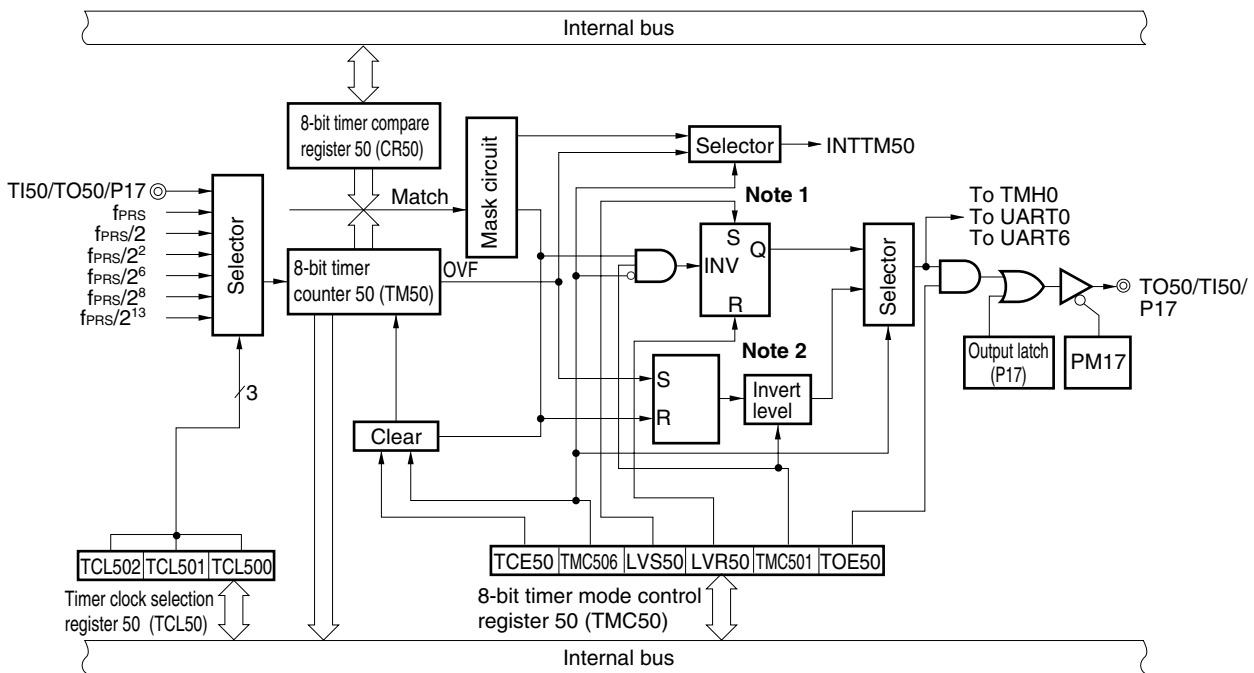 Internal bus
8-bit timer compare
register 50 (CR50)
Mask circuit
Selector
INTTM50
TI50/TO50/P17
fPRS
fPRS/2
fPRS/2²
fPRS/2⁶
fPRS/2⁸
fPRS/2¹³
Selector
Match
8-bit timer
counter 50 (TM50)
OVF
Note 1
S
INV
Q
R
Selector
To TMH0
To UART0
To UART6
TO50/TI50/
P17
Output latch
(P17)
PM17
Note 2
S
R
Invert
level
3
Clear
TCL502 TCL501 TCL500
Timer clock selection
register 50 (TCL50)
TCE50 TMC506 LVS50 LVR50 TMC501 TOE50
8-bit timer mode control
register 50 (TMC50)
Internal bus